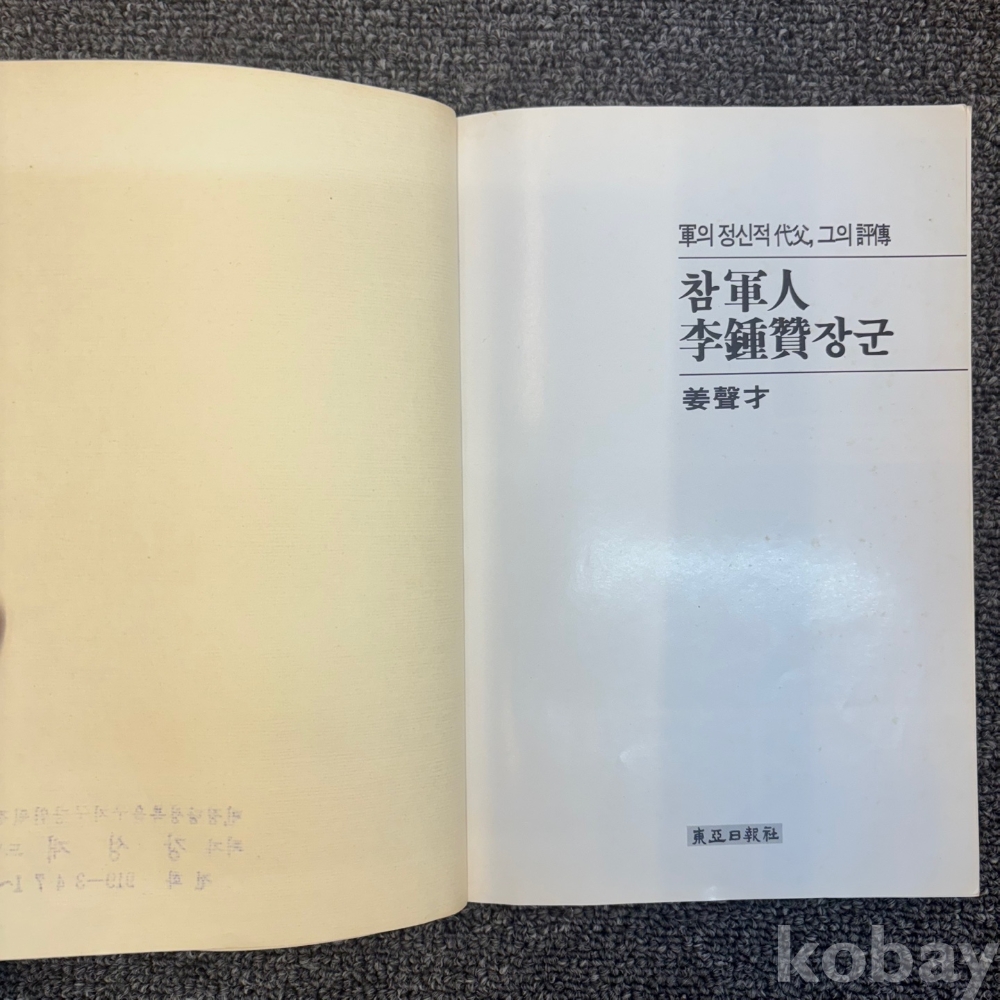 軍의 정신적 代父, 그의 評傳
참軍人
李鍾贊장군
姜聲才
東亞日報社
kobay